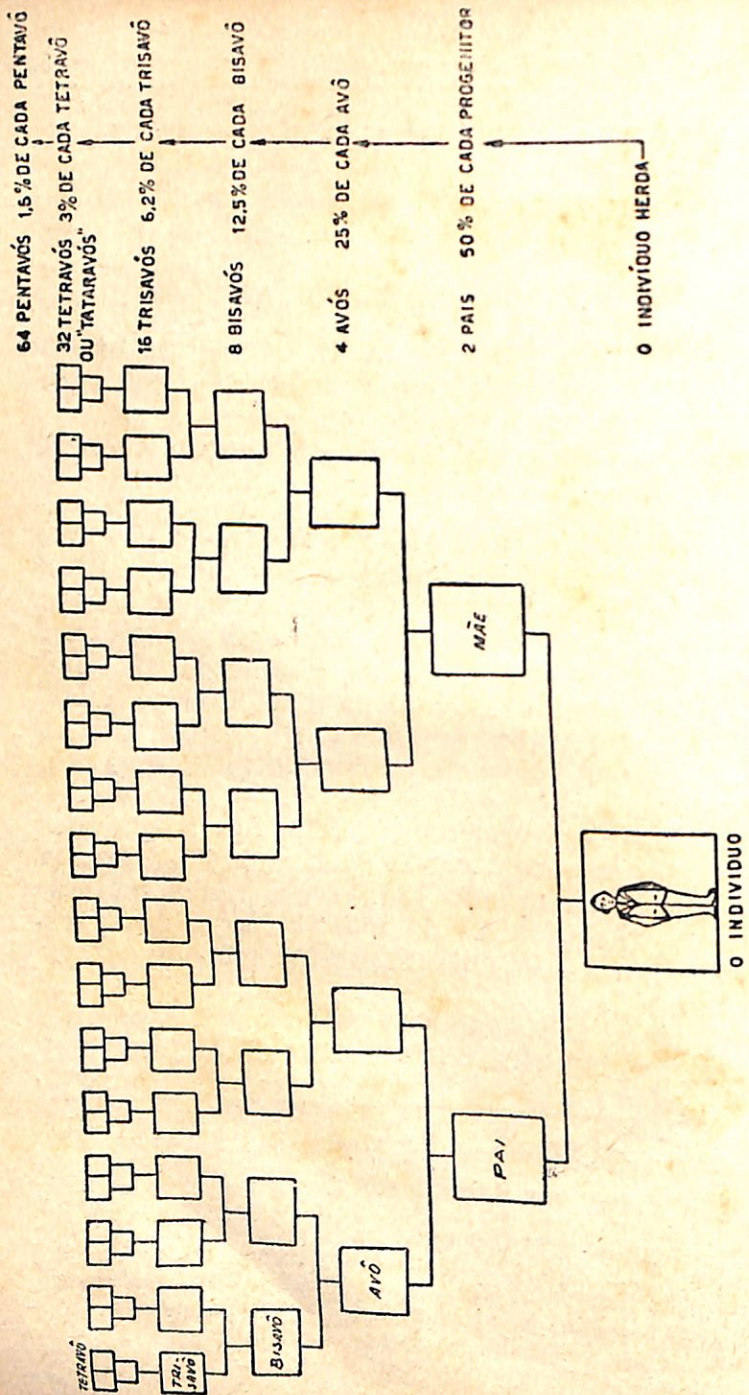 64 PENTAVÓS 1,5% DE CADA PENTAVÔ
32 TETRAVÓS 3% DE CADA TETRAVÔ
OU "TATARAVÓS"
16 TRISAVÓS 6,2% DE CADA TRISAVÔ
8 BISAVÓS 12,5% DE CADA BISAVÔ
4 AVÓS 25% DE CADA AVÔ
2 PAIS 50% DE CADA PROGENITOR
O INDIVÍDUO HERDA
TETRAVÔ
TRI-
SAVÔ
BISAVÔ
AVÔ
PAI
MÃE
O INDIVIDUO